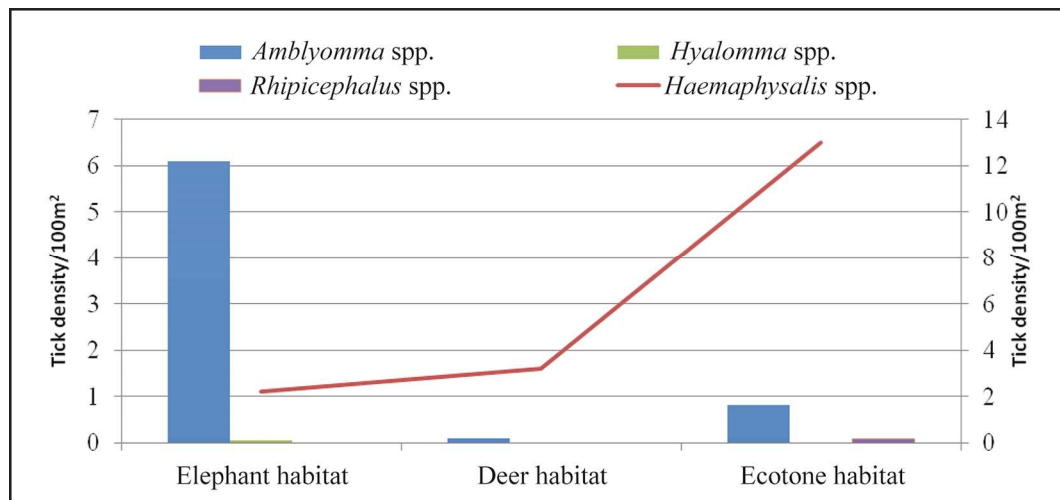 Amblyomma spp.
Hyalomma spp.
Rhipicephalus spp.
Haemaphysalis spp.
Tick density/100m²
7
6
5
4
3
2
1
0
14
12
10
8
6
4
2
0
Tick density/100m²
Elephant habitat
Deer habitat
Ecotone habitat